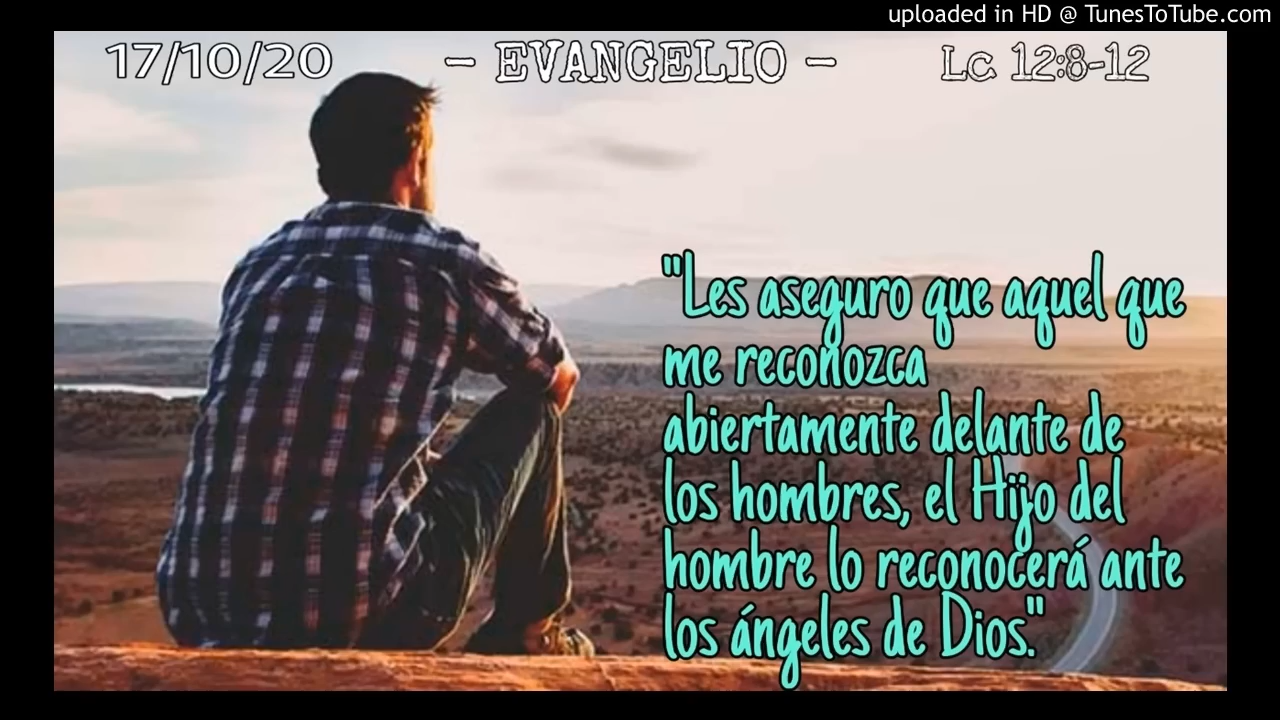 uploaded in HD @ TunesToTube.com
17/10/20 - EVANGELIO - Lc 12:8-12
"Les aseguro que aquel que
me reconozca
abiertamente delante de
los hombres, el Hijo del
hombre lo reconocerá ante
los ángeles de Dios."